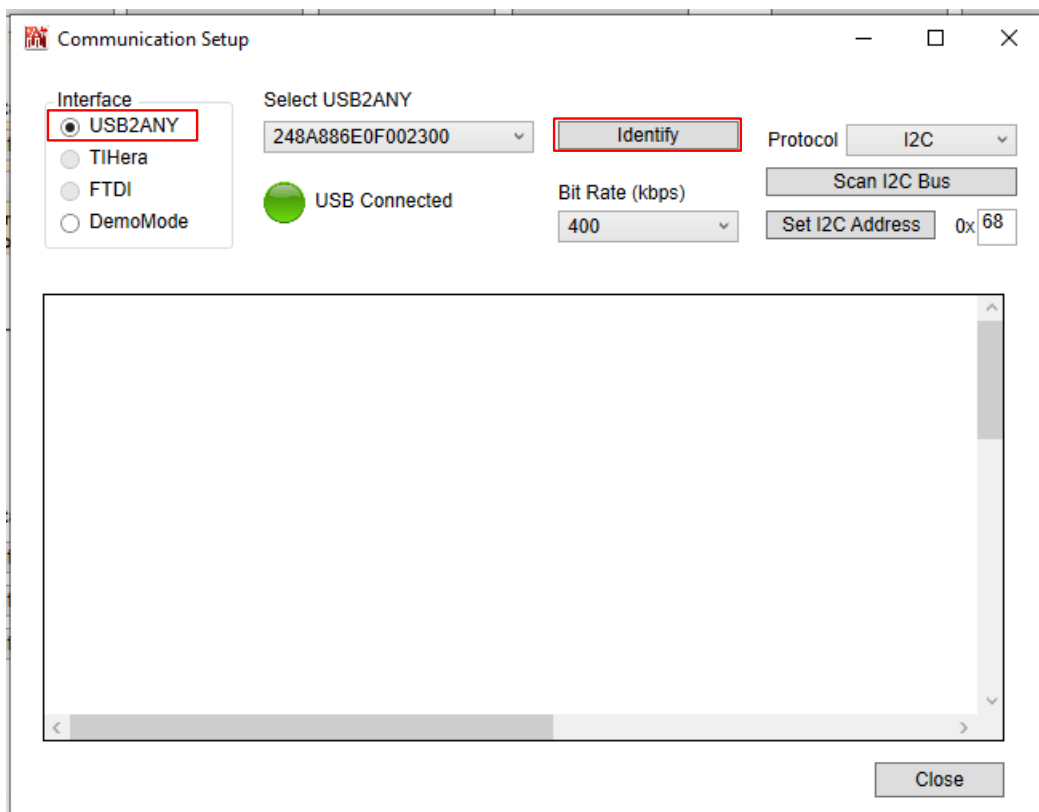 Communication Setup
Interface
USB2ANY
TIHera
FTDI
DemoMode
Select USB2ANY
248A886E0F002300
USB Connected
Identify
Bit Rate (kbps)
400
Protocol I2C
Scan I2C Bus
Set I2C Address 0x 68
Close